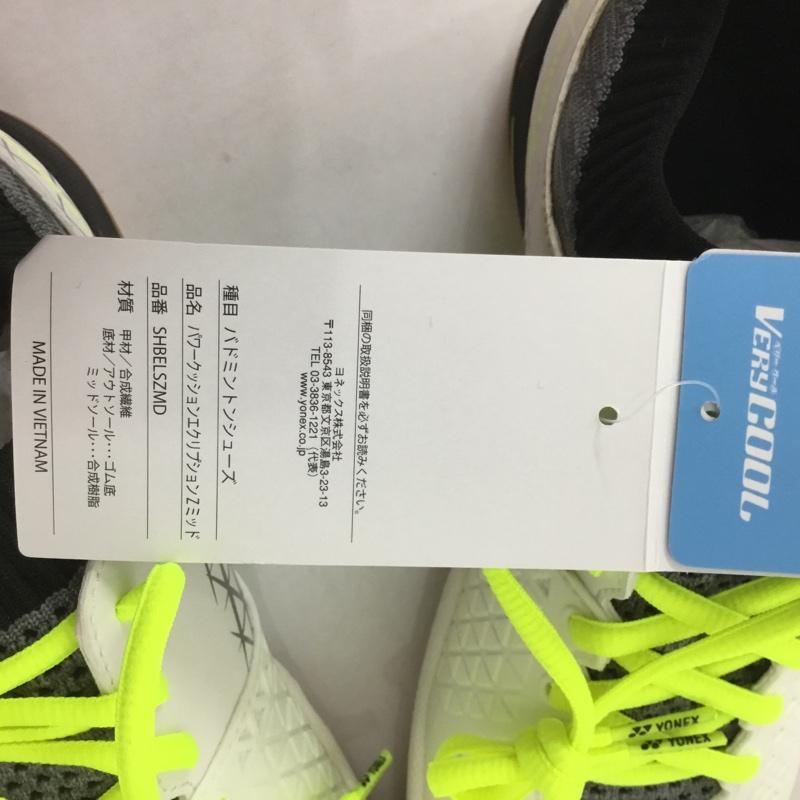 ベリークール
VERYCOOL
同梱の取扱説明書を必ずお読みください。
ヨネックス株式会社
〒113-8543 東京都文京区湯島3-23-13
TEL 03-3836-1221（代表）
www.yonex.co.jp
種目 バドミントンシューズ
品名 パワークッションエクリプションZミッド
品番 SHBELSZMD
材質 甲材／合成繊維
底材／アウトソール･･･ゴム底
ミッドソール･･･合成樹脂
MADE IN VIETNAM
YONEX
YONEX